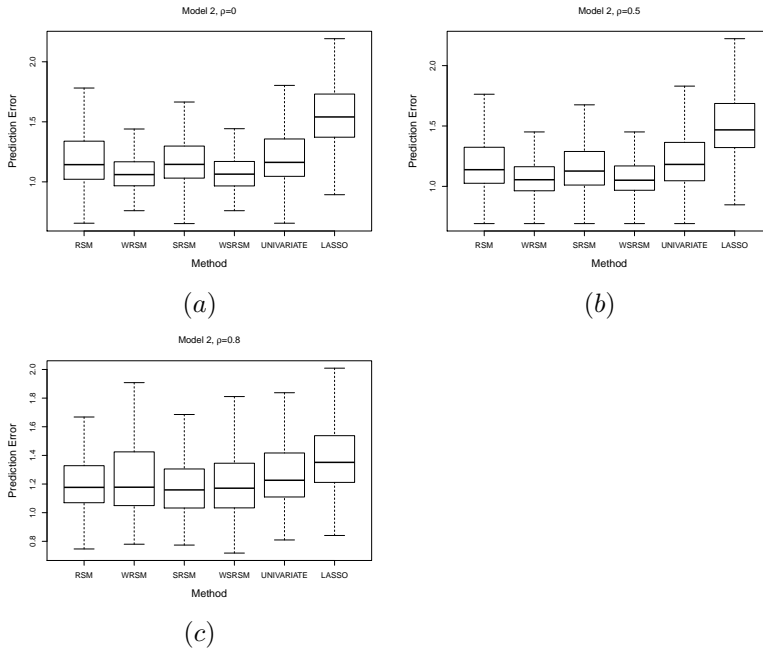 Model 2, ρ=0
Prediction Error
2.0
1.5
1.0
RSM WRSM SRSM WSRSM UNIVARIATE LASSO
Method
(a)
Model 2, ρ=0.5
Prediction Error
2.0
1.5
1.0
RSM WRSM SRSM WSRSM UNIVARIATE LASSO
Method
(b)
Model 2, ρ=0.8
Prediction Error
2.0
1.8
1.6
1.4
1.2
1.0
0.8
RSM WRSM SRSM WSRSM UNIVARIATE LASSO
Method
(c)